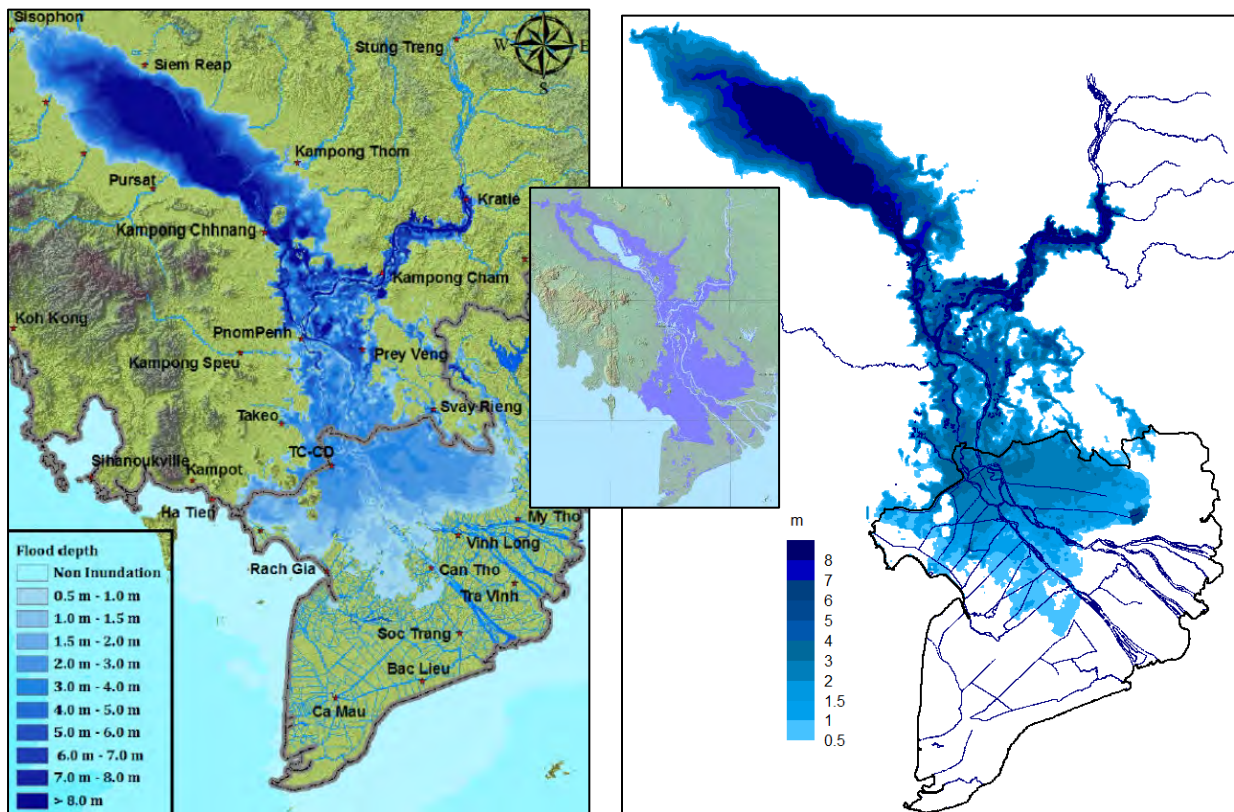 Sisophon
N
W
E
S
Stung Treng
Siem Reap
Kampong Thom
Pursat
Kratie
Kampong Chhnang
Kampong Cham
Koh Kong
PnomPenh
Kampong Speu
Prey Veng
Takeo
Svay Rieng
TC-CD
Sihanoukville
Kampot
Ha Tien
My Tho
Vinh Long
Rach Gia
Can Tho
Tra Vinh
Soc Trang
Bac Lieu
Ca Mau
Flood depth
Non Inundation
0.5 m - 1.0 m
1.0 m - 1.5 m
1.5 m - 2.0 m
2.0 m - 3.0 m
3.0 m - 4.0 m
4.0 m - 5.0 m
5.0 m - 6.0 m
6.0 m - 7.0 m
7.0 m - 8.0 m
> 8.0 m
m
8
7
6
5
4
3
2
1.5
1
0.5